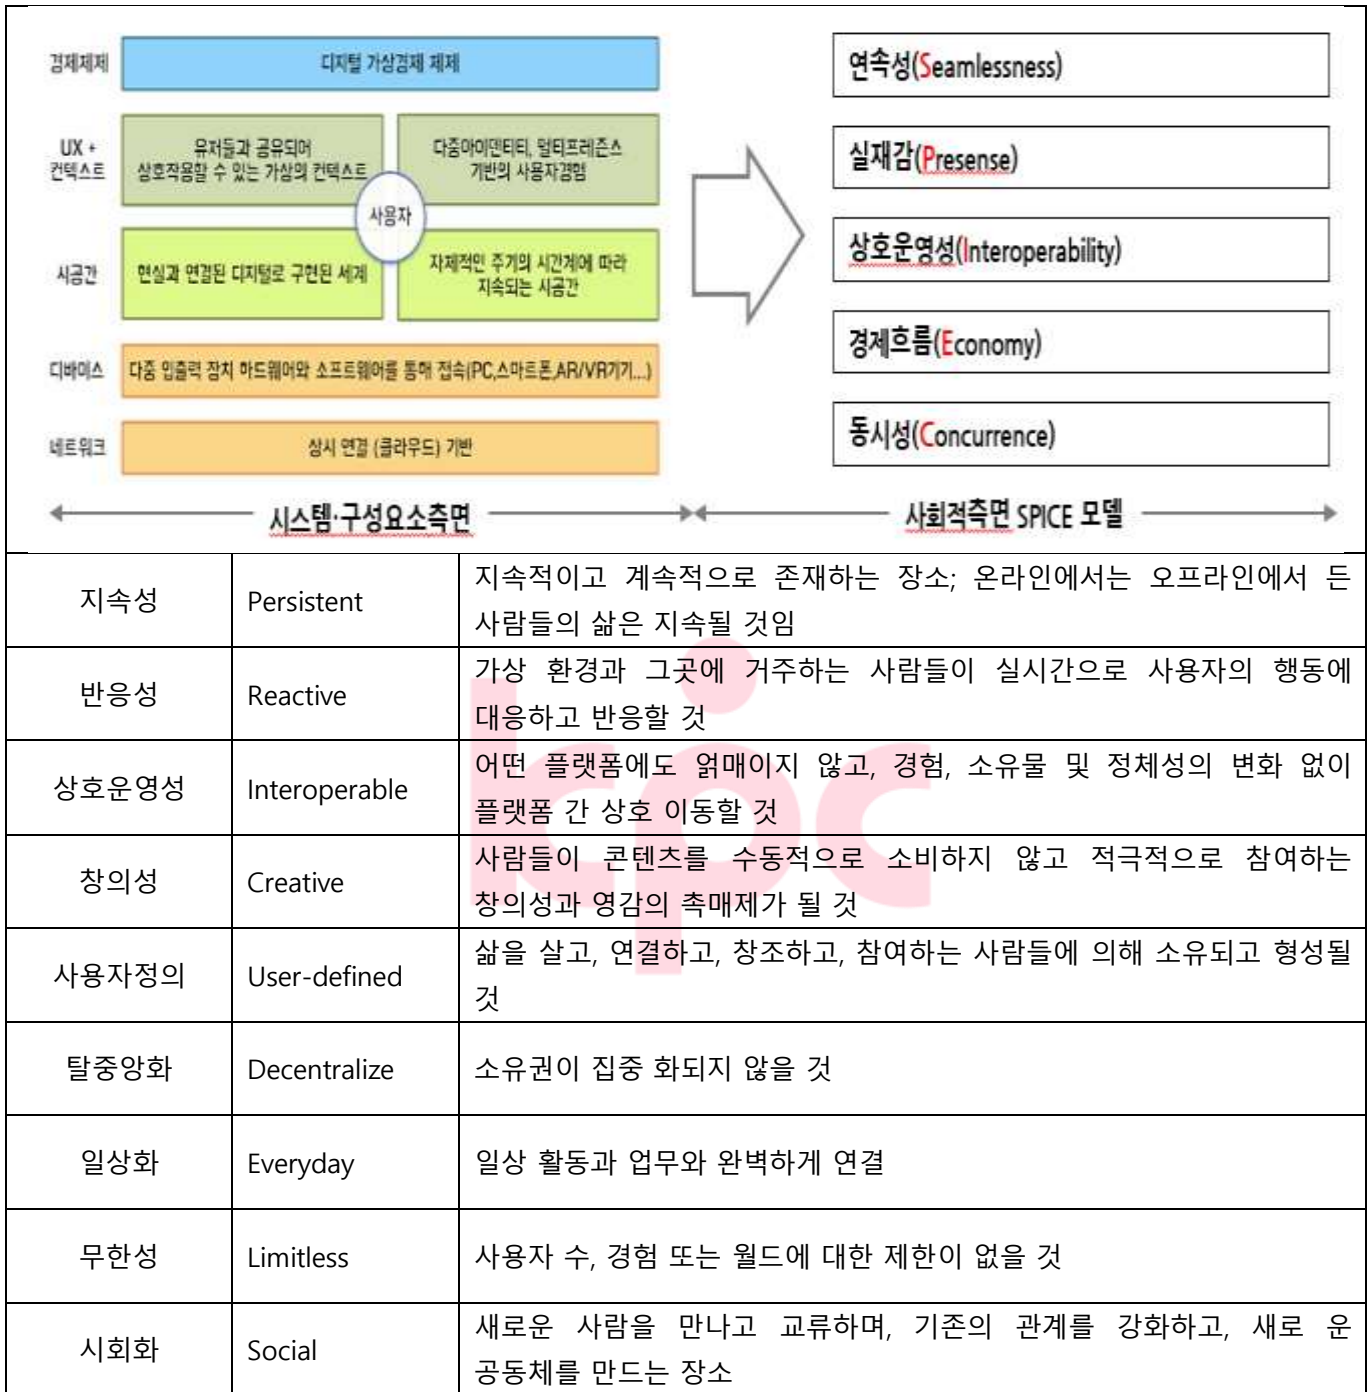 경제체제
디지털 가상경제 체제
UX +
컨텍스트
유저들과 공유되어
상호작용할 수 있는 가상의 컨텍스트
다중아이덴티티, 멀티프레즌스
기반의 사용자경험
사용자
시공간
현실과 연결된 디지털로 구현된 세계
자체적인 주기의 시간계에 따라
지속되는 시공간
디바이스
다중 입출력 장치 하드웨어와 소프트웨어를 통해 접속(PC,스마트폰,AR/VR기기...)
네트워크
상시 연결 (클라우드) 기반
연속성(Seamlessness)
실재감(Presense)
상호운영성(Interoperability)
경제흐름(Economy)
동시성(Concurrence)
시스템·구성요소측면
사회적측면 SPICE 모델
지속성
Persistent
지속적이고 계속적으로 존재하는 장소; 온라인에서는 오프라인에서 든
사람들의 삶은 지속될 것임
반응성
Reactive
가상 환경과 그곳에 거주하는 사람들이 실시간으로 사용자의 행동에
대응하고 반응할 것
상호운영성
Interoperable
어떤 플랫폼에도 얽매이지 않고, 경험, 소유물 및 정체성의 변화 없이
플랫폼 간 상호 이동할 것
창의성
Creative
사람들이 콘텐츠를 수동적으로 소비하지 않고 적극적으로 참여하는
창의성과 영감의 촉매제가 될 것
사용자정의
User-defined
삶을 살고, 연결하고, 창조하고, 참여하는 사람들에 의해 소유되고 형성될
것
탈중앙화
Decentralize
소유권이 집중 화되지 않을 것
일상화
Everyday
일상 활동과 업무와 완벽하게 연결
무한성
Limitless
사용자 수, 경험 또는 월드에 대한 제한이 없을 것
시회화
Social
새로운 사람을 만나고 교류하며, 기존의 관계를 강화하고, 새로 운
공동체를 만드는 장소
kpc